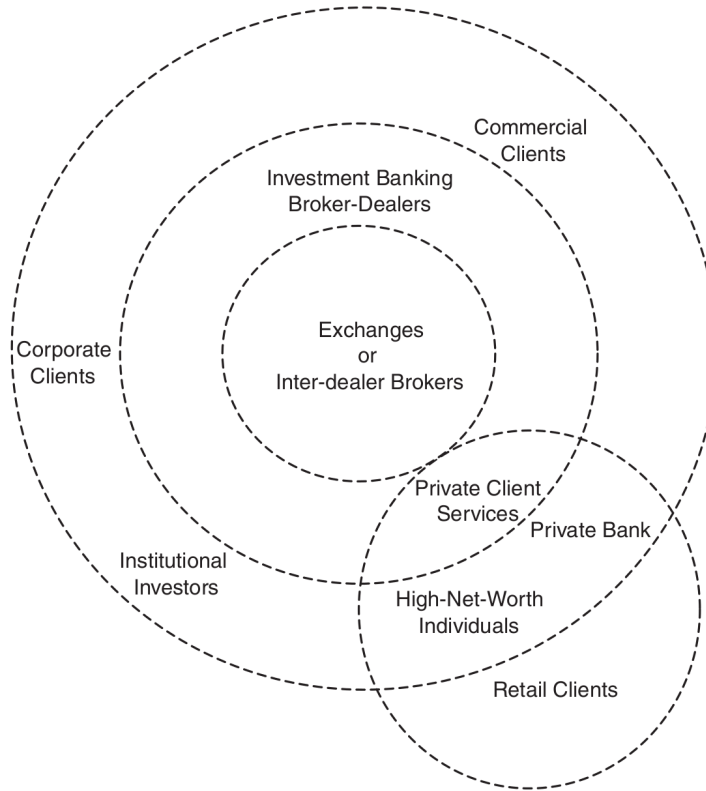 Commercial
Clients
Investment Banking
Broker-Dealers
Exchanges
or
Inter-dealer Brokers
Corporate
Clients
Private Client
Services
Private Bank
Institutional
Investors
High-Net-Worth
Individuals
Retail Clients